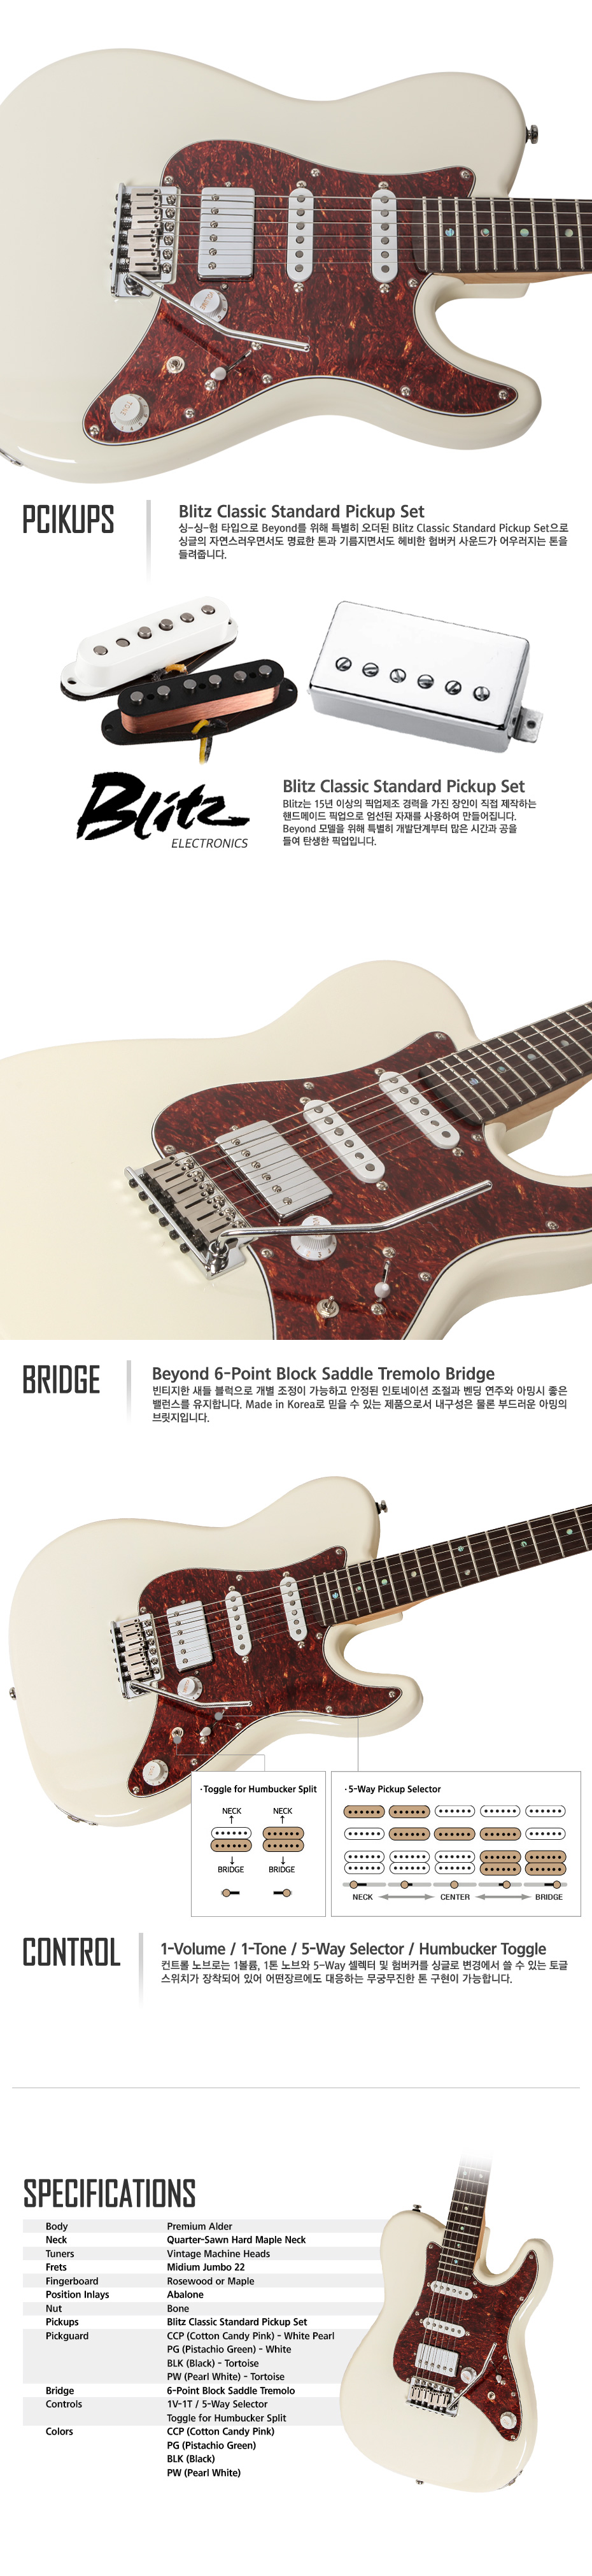 PCIKUPS
Blitz Classic Standard Pickup Set
싱-싱-험 타입으로 Beyond를 위해 특별히 오더된 Blitz Classic Standard Pickup Set으로
싱글의 자연스러우면서도 명료한 톤과 기름지면서도 헤비한 험버커 사운드가 어우러지는 톤을
들려줍니다.
Blitz
ELECTRONICS
Blitz Classic Standard Pickup Set
Blitz는 15년 이상의 픽업제조 경력을 가진 장인이 직접 제작하는
핸드메이드 픽업으로 엄선된 자재를 사용하여 만들어집니다.
Beyond 모델을 위해 특별히 개발단계부터 많은 시간과 공을
들여 탄생한 픽업입니다.
BRIDGE
Beyond 6-Point Block Saddle Tremolo Bridge
빈티지한 새들 블럭으로 개별 조정이 가능하고 안정된 인토네이션 조절과 벤딩 연주와 아밍시 좋은
밸런스를 유지합니다. Made in Korea로 믿을 수 있는 제품으로서 내구성은 물론 부드러운 아밍의
브릿지입니다.
·Toggle for Humbucker Split
NECK NECK
↑ ↑
↓ ↓
BRIDGE BRIDGE
·5-Way Pickup Selector
NECK CENTER BRIDGE
CONTROL
1-Volume / 1-Tone / 5-Way Selector / Humbucker Toggle
컨트롤 노브로는 1볼륨, 1톤 노브와 5-Way 셀렉터 및 험버커를 싱글로 변경에서 쓸 수 있는 토글
스위치가 장착되어 있어 어떤장르에도 대응하는 무궁무진한 톤 구현이 가능합니다.
SPECIFICATIONS
Body Premium Alder
Neck Quarter-Sawn Hard Maple Neck
Tuners Vintage Machine Heads
Frets Midium Jumbo 22
Fingerboard Rosewood or Maple
Position Inlays Abalone
Nut Bone
Pickups Blitz Classic Standard Pickup Set
Pickguard CCP (Cotton Candy Pink) - White Pearl
PG (Pistachio Green) - White
BLK (Black) - Tortoise
PW (Pearl White) - Tortoise
Bridge 6-Point Block Saddle Tremolo
Controls 1V-1T / 5-Way Selector
Toggle for Humbucker Split
Colors CCP (Cotton Candy Pink)
PG (Pistachio Green)
BLK (Black)
PW (Pearl White)